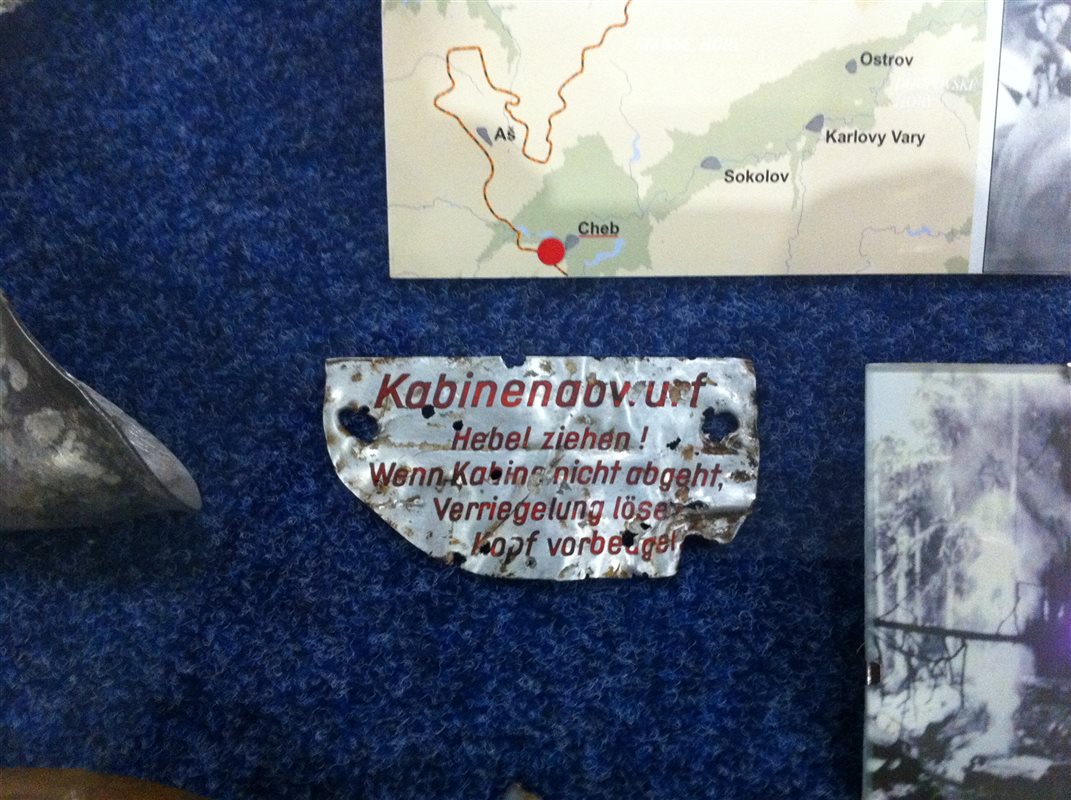 Ostrov
Aš
Karlovy Vary
Sokolov
Cheb
Kabinenabwurf
Hebel ziehen!
Wenn Kabine nicht abgeht,
Verriegelung lösen
Kopf vorbeugen